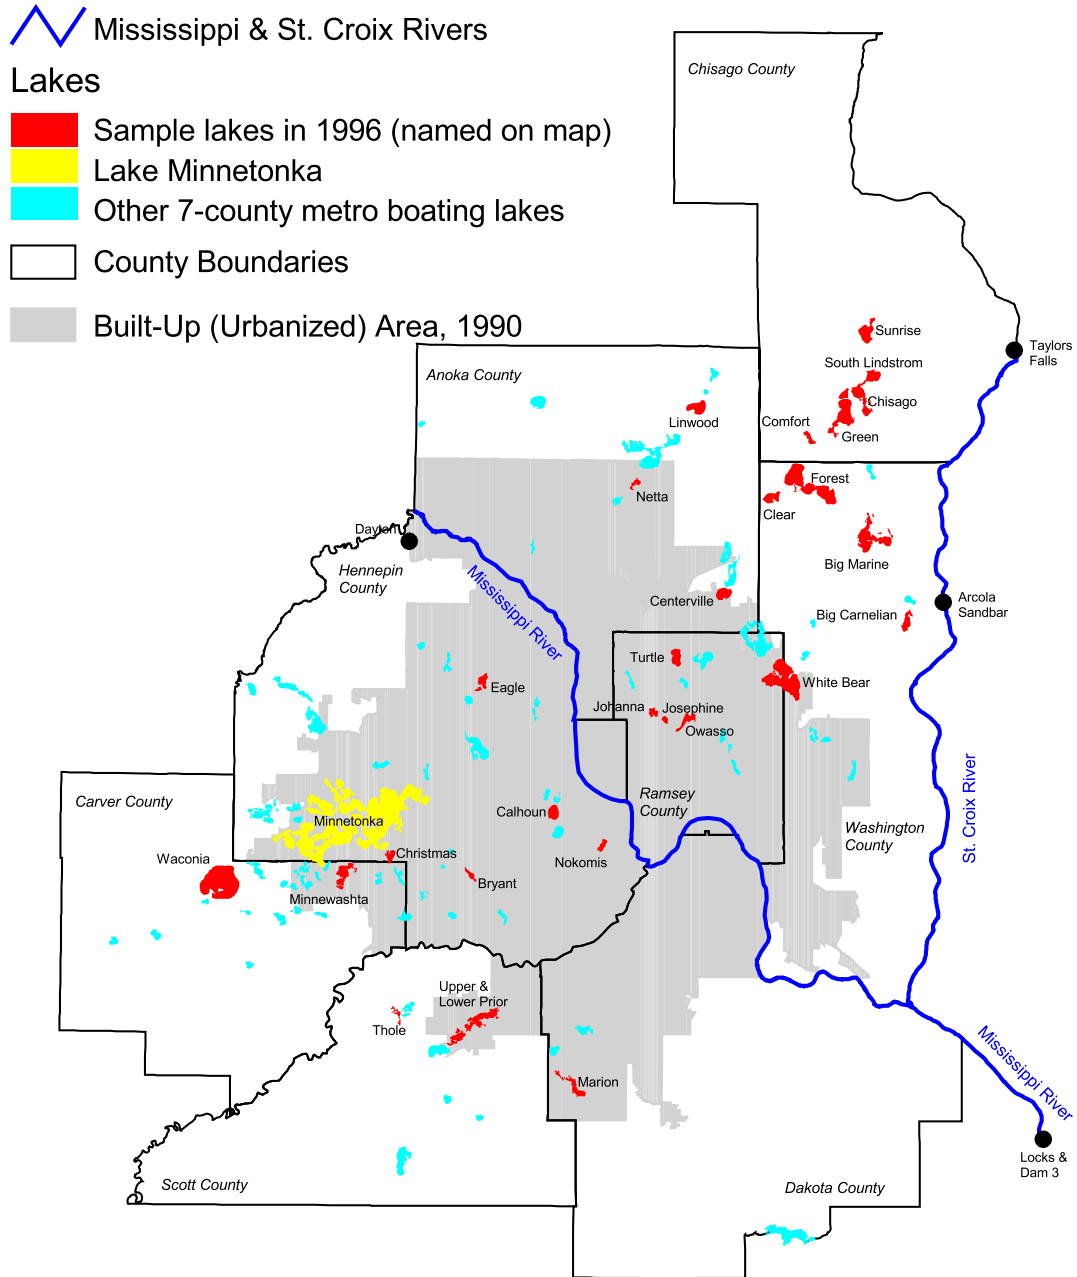 Mississippi & St. Croix Rivers
Lakes
Sample lakes in 1996 (named on map)
Lake Minnetonka
Other 7-county metro boating lakes
County Boundaries
Built-Up (Urbanized) Area, 1990
Chisago County
Sunrise
Taylors
Falls
South Lindstrom
Anoka County
Chisago
Linwood
Comfort
Green
Forest
Netta
Clear
Dayton
Big Marine
Hennepin
County
Mississippi River
Centerville
Arcola
Sandbar
Big Carnelian
Turtle
White Bear
Eagle
Johanna
Josephine
Owasso
St. Croix River
Carver County
Ramsey
County
Calhoun
Minnetonka
Washington
County
Christmas
Waconia
Nokomis
Bryant
Minnewashta
Upper &
Lower Prior
Thole
Mississippi River
Marion
Locks &
Dam 3
Scott County
Dakota County